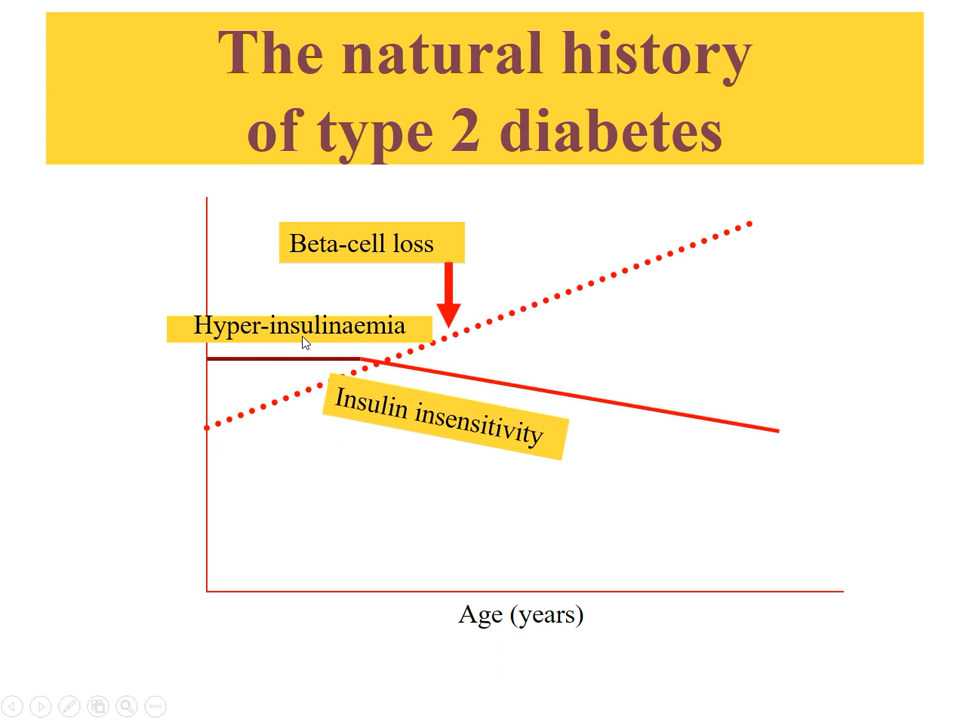 The natural history
of type 2 diabetes
Beta-cell loss
Hyper-insulinaemia
Insulin insensitivity
Age (years)